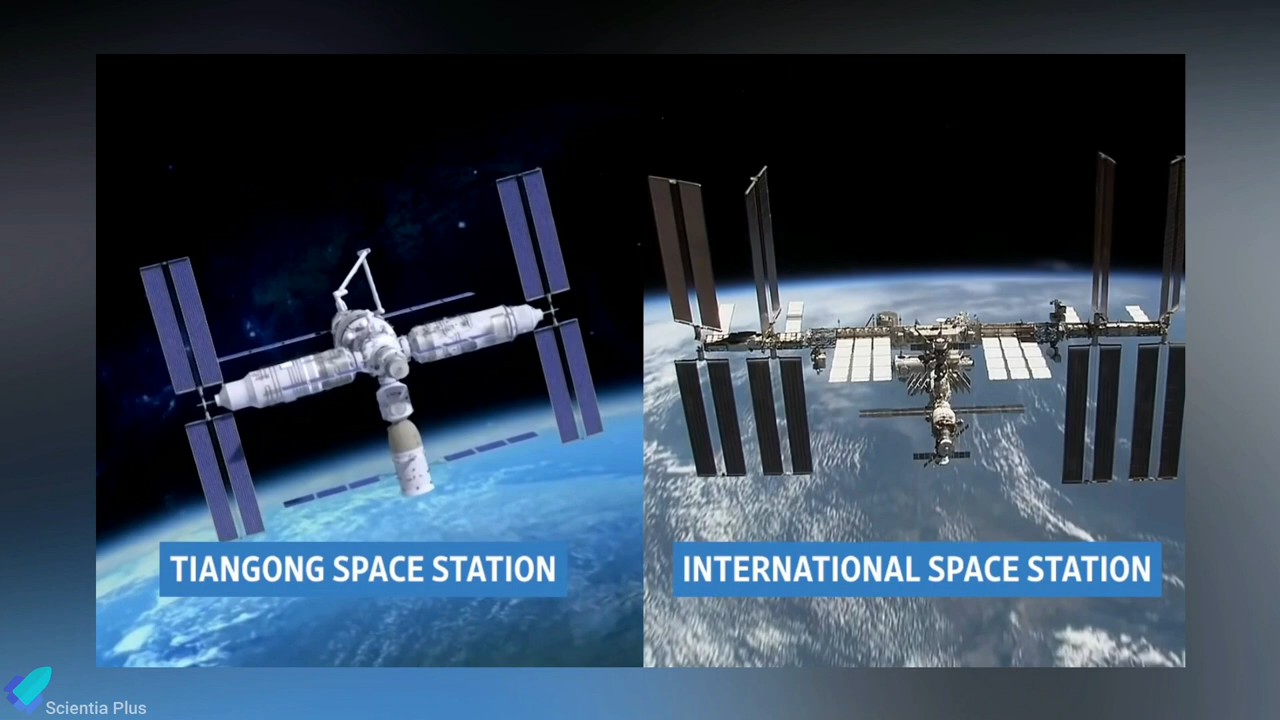 TIANGONG SPACE STATION
INTERNATIONAL SPACE STATION
Scientia Plus